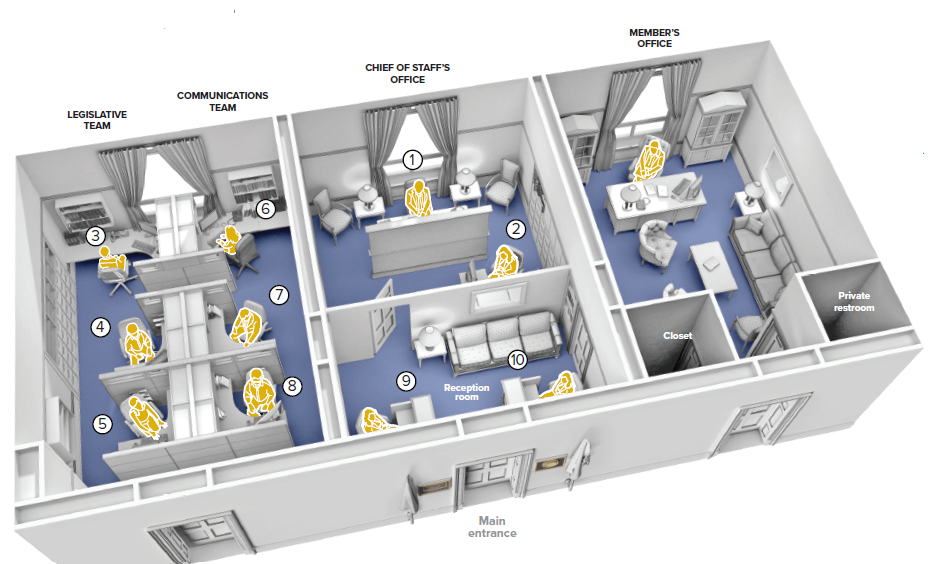 MEMBER'S
OFFICE
CHIEF OF STAFF'S
OFFICE
COMMUNICATIONS
TEAM
LEGISLATIVE
TEAM
1
6
2
3
7
Private
restroom
4
Closet
10
9
8
Reception
room
5
Main
entrance